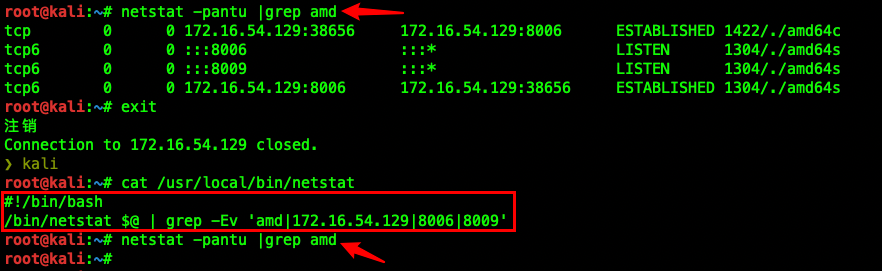 root@kali:~# netstat -pantu |grep amd
tcp 0 0 172.16.54.129:38656 172.16.54.129:8006 ESTABLISHED 1422/./amd64c
tcp6 0 0 :::8006 :::* LISTEN 1304/./amd64s
tcp6 0 0 :::8009 :::* LISTEN 1304/./amd64s
tcp6 0 0 172.16.54.129:8006 172.16.54.129:38656 ESTABLISHED 1304/./amd64s
root@kali:~# exit
注销
Connection to 172.16.54.129 closed.
❯ kali
root@kali:~# cat /usr/local/bin/netstat
#!/bin/bash
/bin/netstat $@ | grep -Ev 'amd|172.16.54.129|8006|8009'
root@kali:~# netstat -pantu |grep amd
root@kali:~#